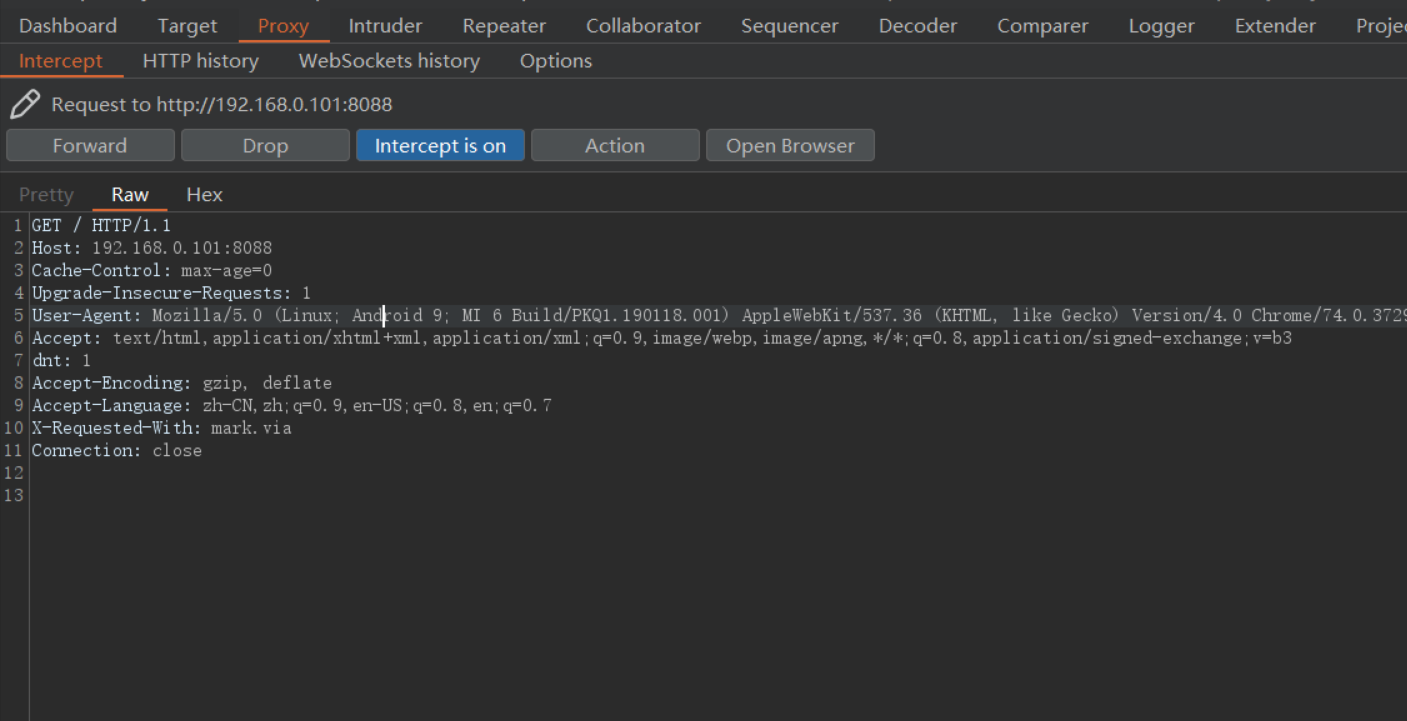 Dashboard Target Proxy Intruder Repeater Collaborator Sequencer Decoder Comparer Logger Extender Projec
Intercept HTTP history WebSockets history Options
Request to http://192.168.0.101:8088
Forward Drop Intercept is on Action Open Browser
Pretty Raw Hex
1 GET / HTTP/1.1
2 Host: 192.168.0.101:8088
3 Cache-Control: max-age=0
4 Upgrade-Insecure-Requests: 1
5 User-Agent: Mozilla/5.0 (Linux; Android 9; MI 6 Build/PKQ1.190118.001) AppleWebKit/537.36 (KHTML, like Gecko) Version/4.0 Chrome/74.0.3729
6 Accept: text/html,application/xhtml+xml,application/xml;q=0.9,image/webp,image/apng,*/*;q=0.8,application/signed-exchange;v=b3
7 dnt: 1
8 Accept-Encoding: gzip, deflate
9 Accept-Language: zh-CN,zh;q=0.9,en-US;q=0.8,en;q=0.7
10 X-Requested-With: mark.via
11 Connection: close
12
13